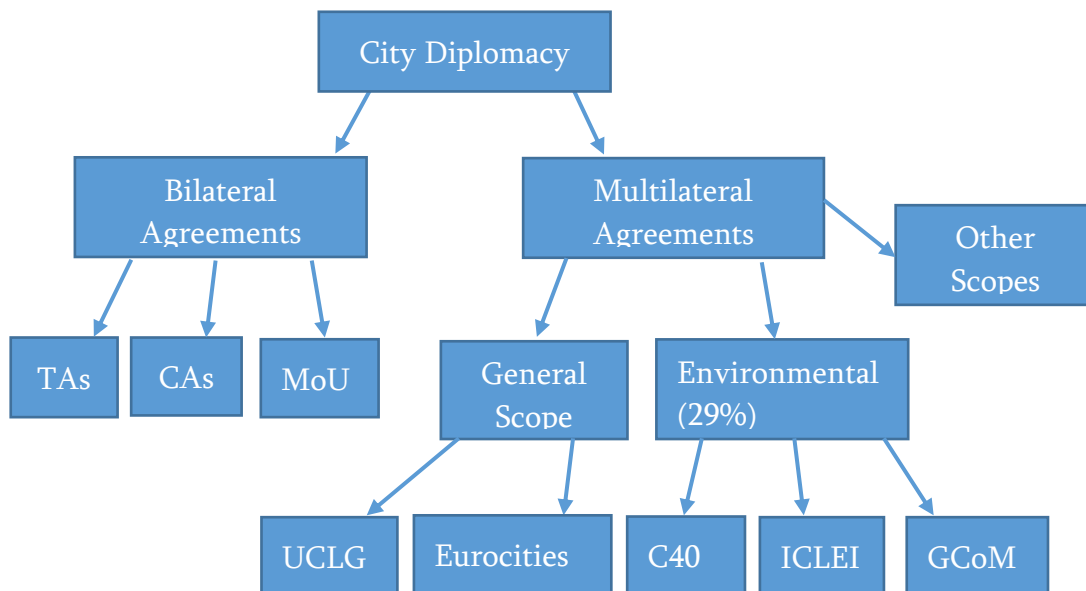 City Diplomacy
Bilateral
Agreements
Multilateral
Agreements
Other
Scopes
TAs
CAs
MoU
General
Scope
Environmental
(29%)
UCLG
Eurocities
C40
ICLEI
GCoM